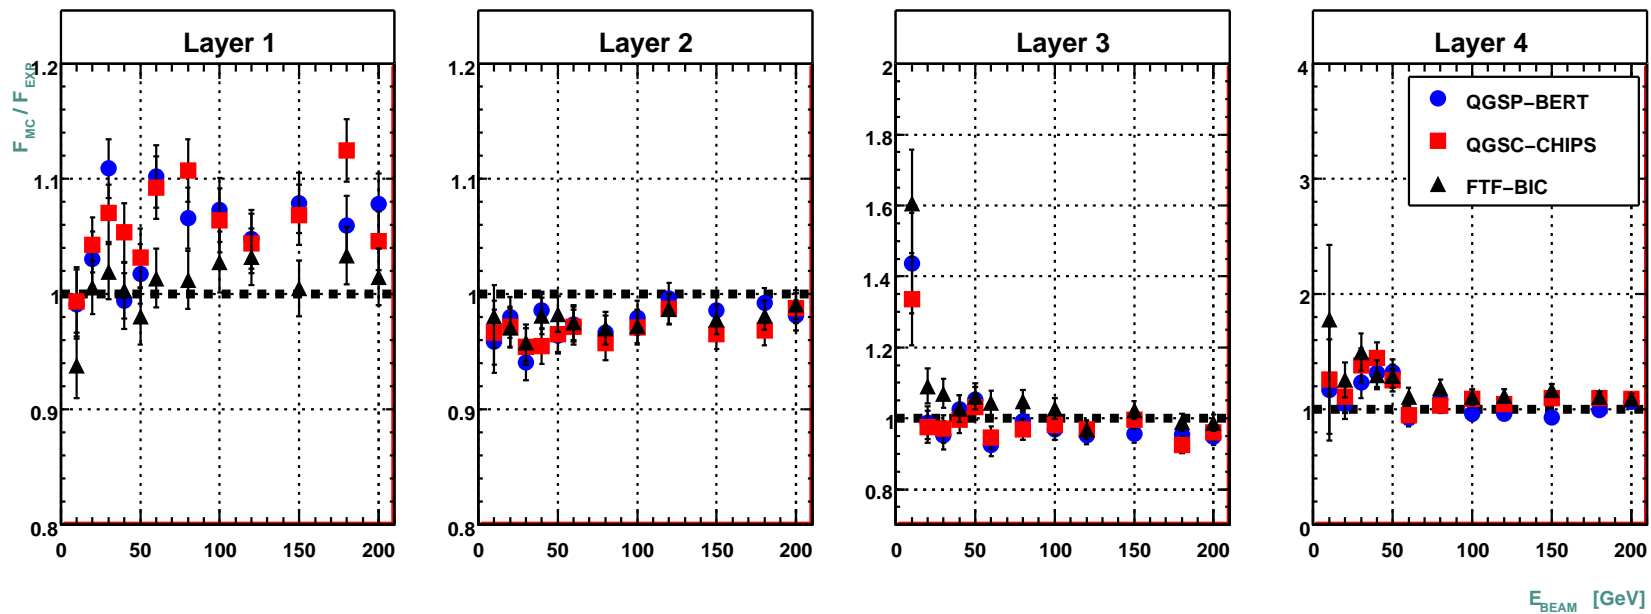 Layer 1
Layer 2
Layer 3
Layer 4
F_MC / F_EXP
1.2
1.1
1
0.9
0.8
1.2
1.1
1
0.9
0.8
2
1.8
1.6
1.4
1.2
1
0.8
4
3
2
1
0
QGSP-BERT
QGSC-CHIPS
FTF-BIC
0 50 100 150 200
0 50 100 150 200
0 50 100 150 200
0 50 100 150 200
E_BEAM [GeV]